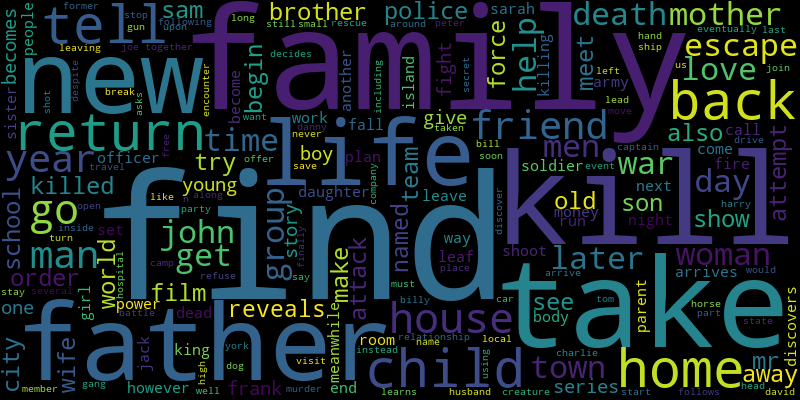 former
stop
gun
following
upon
long
still small rescue
around peter
sarah
hand
ship
eventually last
tell
sam
brother
police
death mother
people
becomes
leaving
joe together
decides
secret
us
join
new
family
begin
become
another
including
island
fight
force
help
killing
meet
left
army
lead
move
love
escape
back
sister
shot
despite
break
asks
encounter
return
time
want
never
danny
save
work
fall
give
taken
friend
men
captain
also
call
drive
come
fire
attempt
year
officer
travel
free
try
offer
boy
plan
bill
soon
soldier event
war
next
day
harry
school
killed
young
life
daughter
team
company
leave
discover
kill
old
money
run
son
night
show
go
open
inside
like
n
along
party
group
story
named
way
leaf
place
shoot
man
turn
set
john
get
find
finally
say
make
attack
later
woman
arrives
arrive
would
order
several
stay
world
hospital
camp
refuse
must
take
see
body
tom
horse
part
parent
state
discovers
one
girl
power
battle
film
dead
reveals
billy
house
car
name
local
city
father
wife
jack
king
york
dog
high
visit
meanwhile
room
instead
relationship
using
child
town
charlie
home
mr
away
head
member
gang
however
well
frank
murder
end
learns
husband
creature
series
start
follows
david